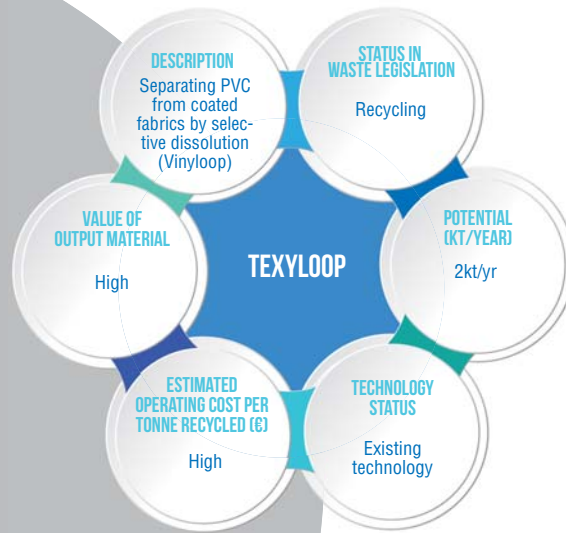 DESCRIPTION
Separating PVC
from coated
fabrics by selec-
tive dissolution
(Vinyloop)
STATUS IN
WASTE LEGISLATION
Recycling
VALUE OF
OUTPUT MATERIAL
High
TEXYLOOP
POTENTIAL
(KT/YEAR)
2kt/yr
ESTIMATED
OPERATING COST PER
TONNE RECYCLED (€)
High
TECHNOLOGY
STATUS
Existing
technology